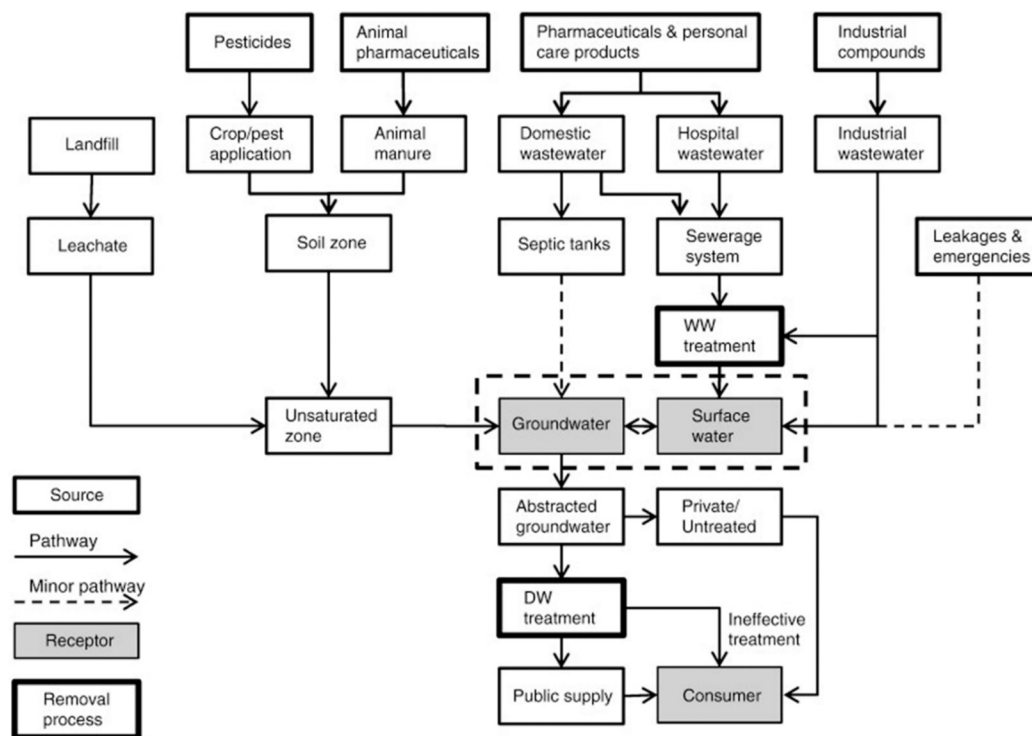 Pesticides
Animal
pharmaceuticals
Pharmaceuticals & personal
care products
Industrial
compounds
Landfill
Crop/pest
application
Animal
manure
Domestic
wastewater
Hospital
wastewater
Industrial
wastewater
Leachate
Soil zone
Septic tanks
Sewerage
system
Leakages &
emergencies
WW
treatment
Unsaturated
zone
Groundwater
Surface
water
Source
Abstracted
groundwater
Private/
Untreated
Pathway
Minor pathway
DW
treatment
Ineffective
treatment
Receptor
Public supply
Consumer
Removal
process